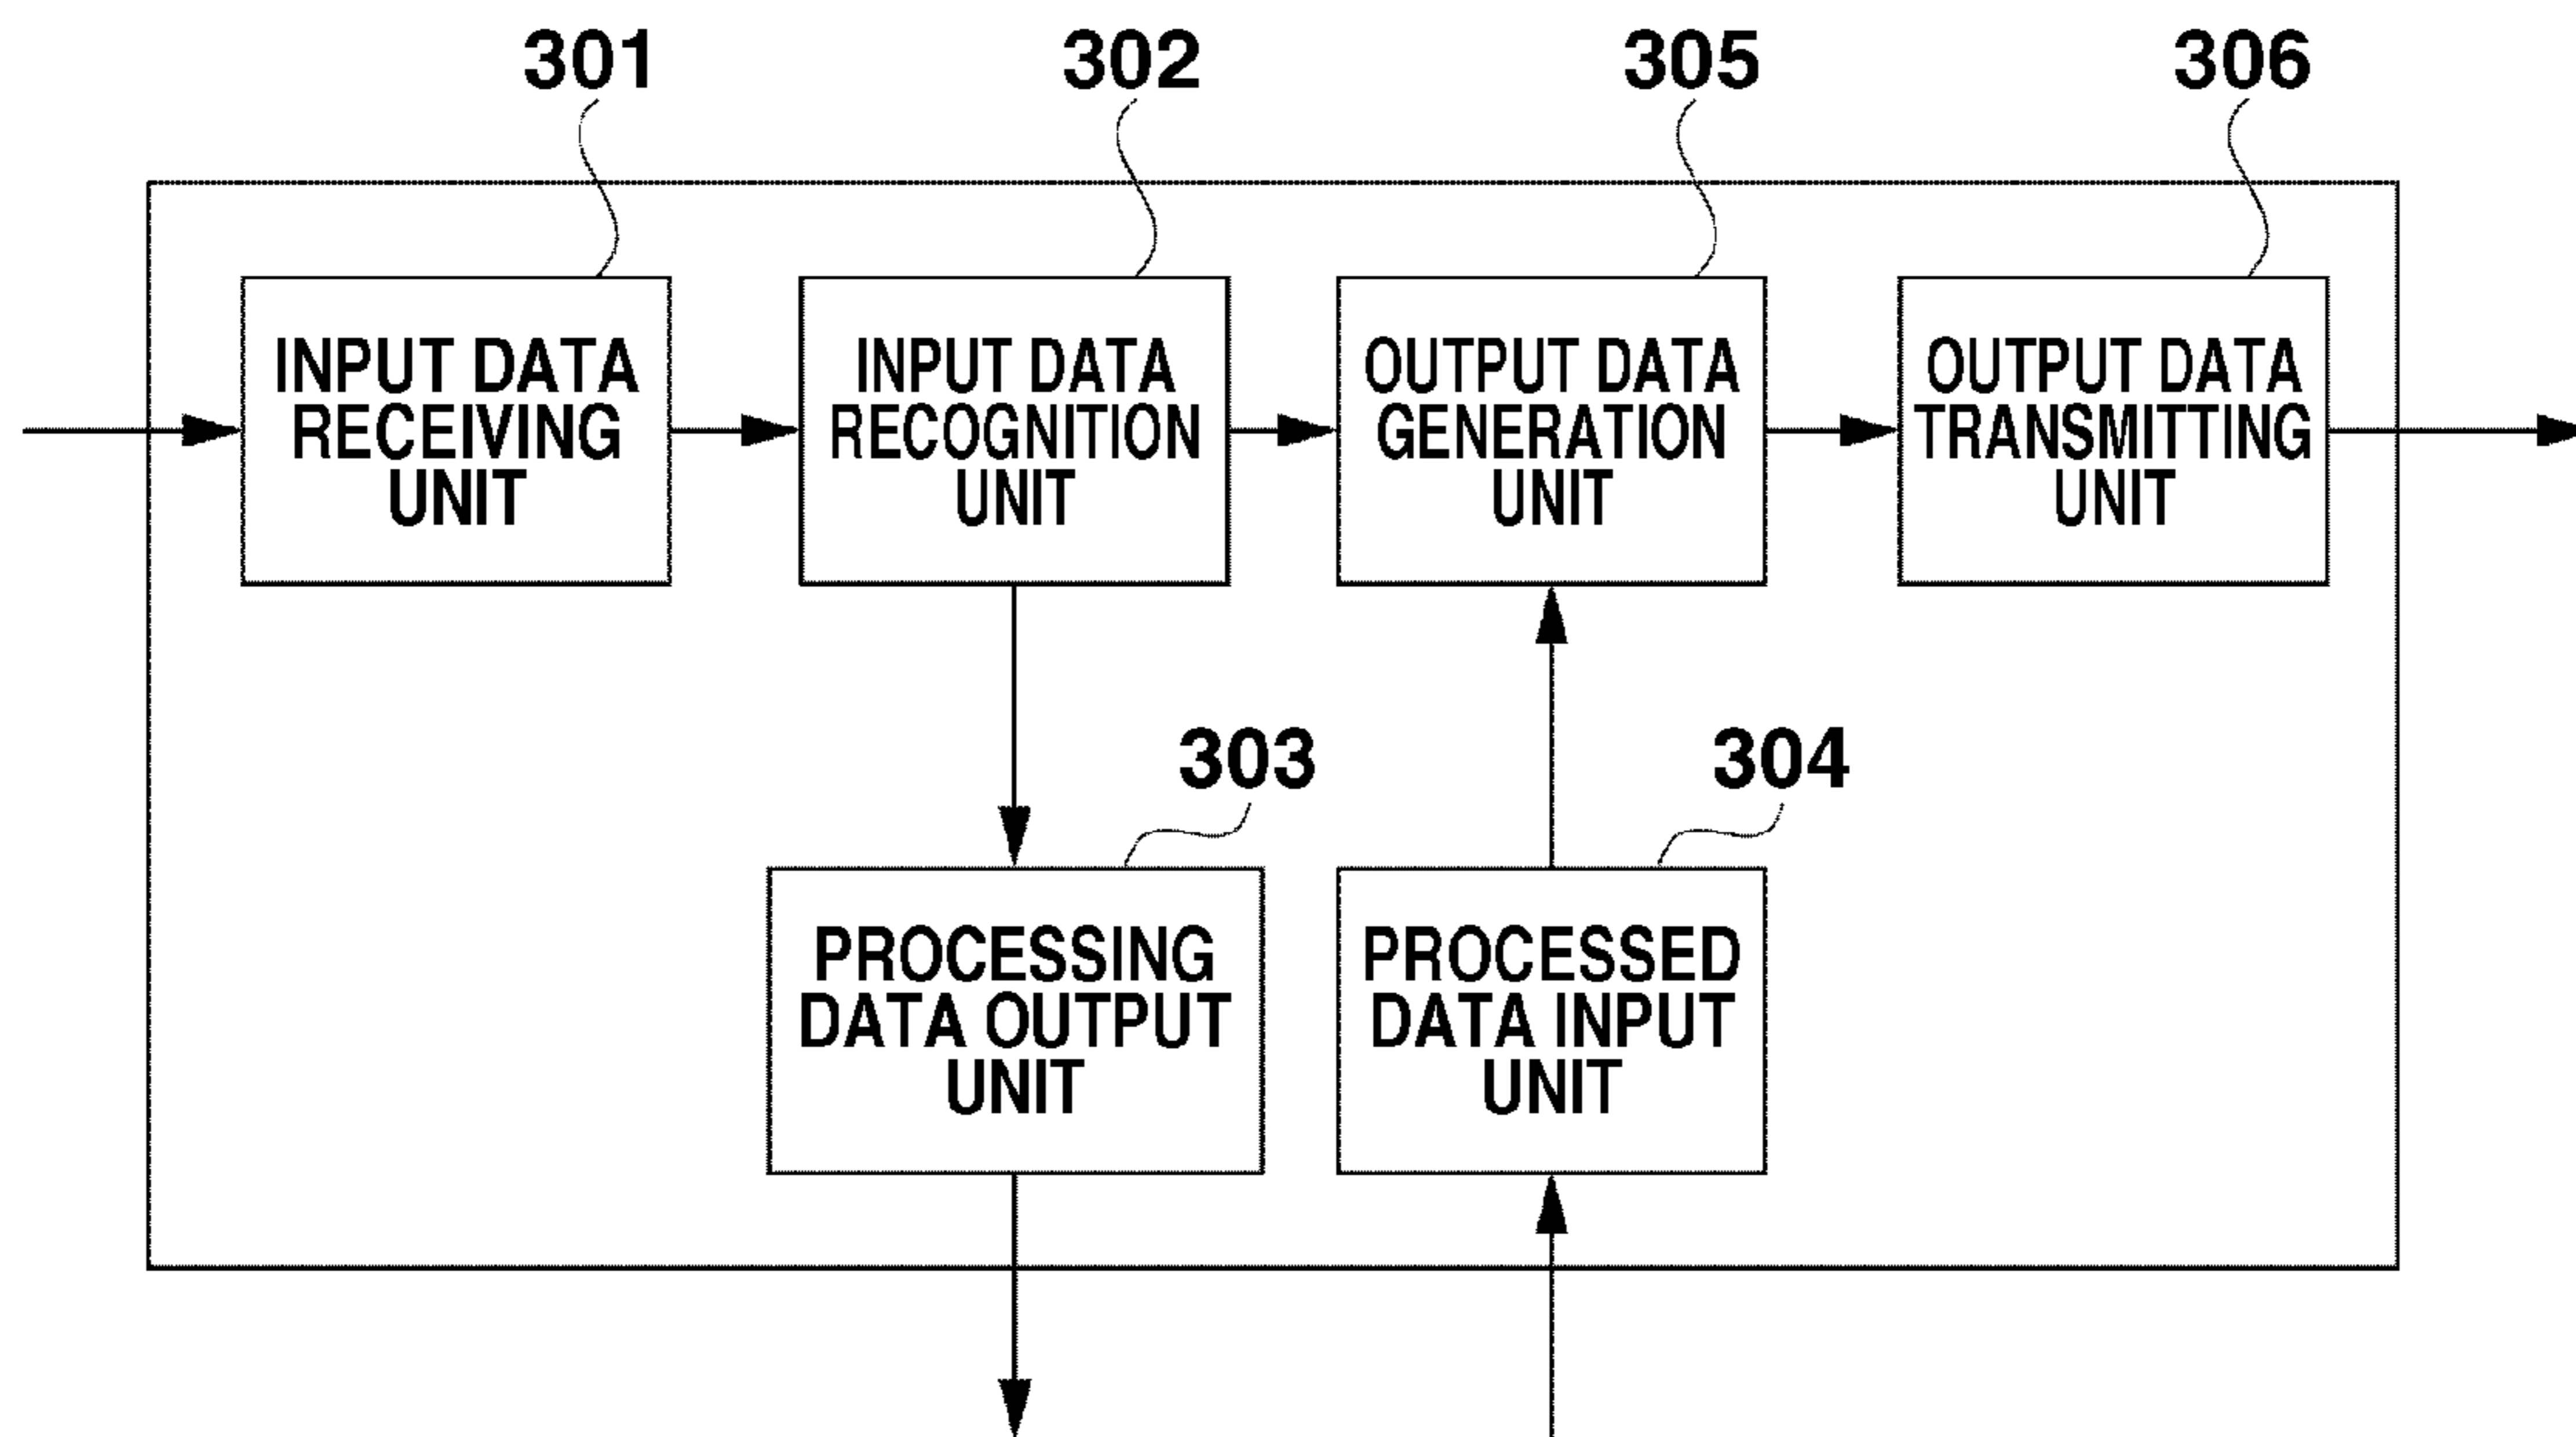 301
302
305
306
INPUT DATA
RECEIVING
UNIT
INPUT DATA
RECOGNITION
UNIT
OUTPUT DATA
GENERATION
UNIT
OUTPUT DATA
TRANSMITTING
UNIT
303
304
PROCESSING
DATA OUTPUT
UNIT
PROCESSED
DATA INPUT
UNIT